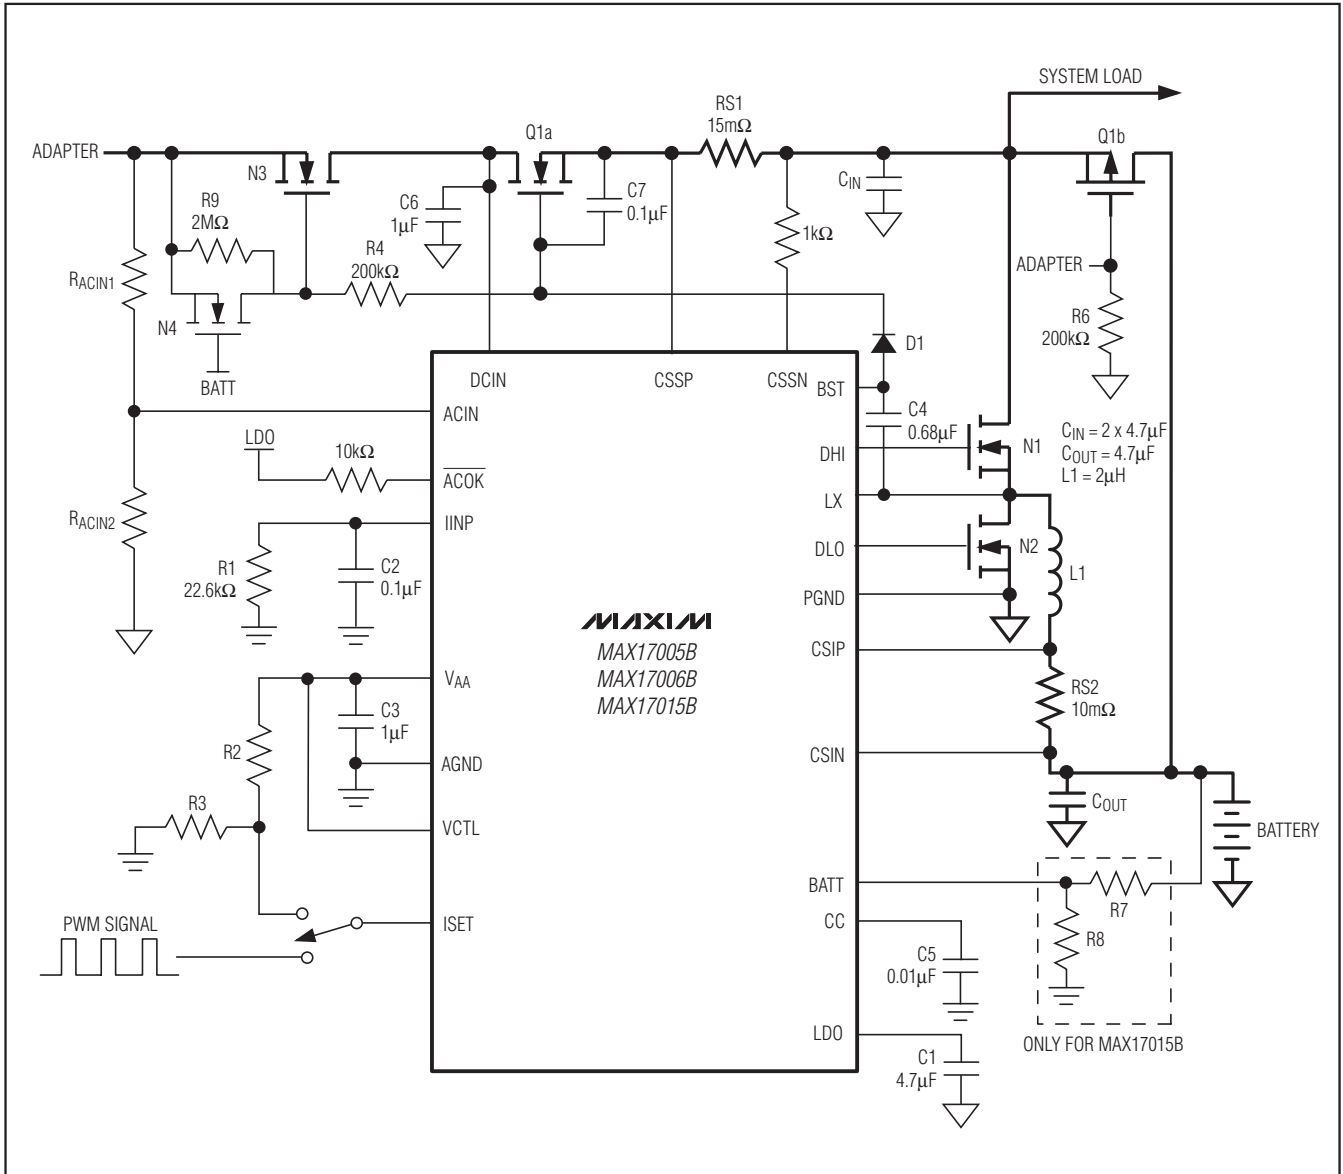 SYSTEM LOAD
RS1
15mΩ
ADAPTER
Q1a
Q1b
N3
C6
1µF
C7
0.1µF
CIN
R9
2MΩ
1kΩ
R4
200kΩ
ADAPTER
RACIN1
N4
R6
200kΩ
D1
BATT
DCIN
CSSP
CSSN
BST
ACIN
C4
0.68µF
CIN = 2 x 4.7µF
COUT = 4.7µF
L1 = 2µH
LDO
10kΩ
DHI
N1
ACOK
LX
RACIN2
IINP
DLO
N2
R1
22.6kΩ
C2
0.1µF
L1
PGND
MAXIM
MAX17005B
MAX17006B
MAX17015B
CSIP
VAA
C3
1µF
RS2
10mΩ
R2
AGND
CSIN
R3
VCTL
COUT
BATTERY
BATT
R7
R8
PWM SIGNAL
ISET
CC
C5
0.01µF
LDO
ONLY FOR MAX17015B
C1
4.7µF